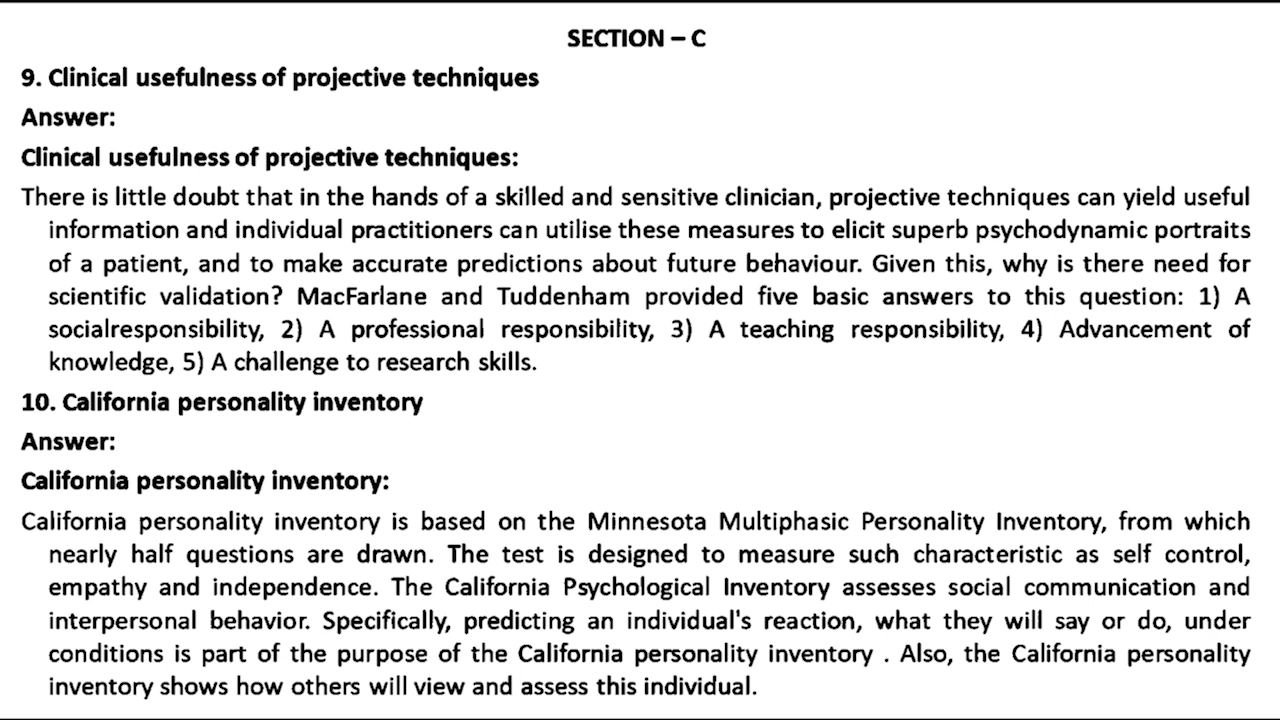 SECTION – C
9. Clinical usefulness of projective techniques
Answer:
Clinical usefulness of projective techniques:
There is little doubt that in the hands of a skilled and sensitive clinician, projective techniques can yield useful
information and individual practitioners can utilise these measures to elicit superb psychodynamic portraits
of a patient, and to make accurate predictions about future behaviour. Given this, why is there need for
scientific validation? MacFarlane and Tuddenham provided five basic answers to this question: 1) A
socialresponsibility, 2) A professional responsibility, 3) A teaching responsibility, 4) Advancement of
knowledge, 5) A challenge to research skills.
10. California personality inventory
Answer:
California personality inventory:
California personality inventory is based on the Minnesota Multiphasic Personality Inventory, from which
nearly half questions are drawn. The test is designed to measure such characteristic as self control,
empathy and independence. The California Psychological Inventory assesses social communication and
interpersonal behavior. Specifically, predicting an individual's reaction, what they will say or do, under
conditions is part of the purpose of the California personality inventory . Also, the California personality
inventory shows how others will view and assess this individual.